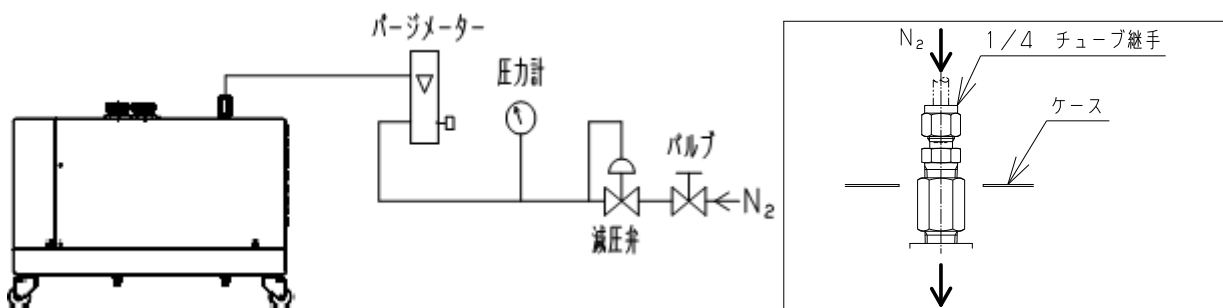 パージメーター
圧力計
バルブ
N₂
減圧弁
N₂
1/4 チューブ継手
ケース